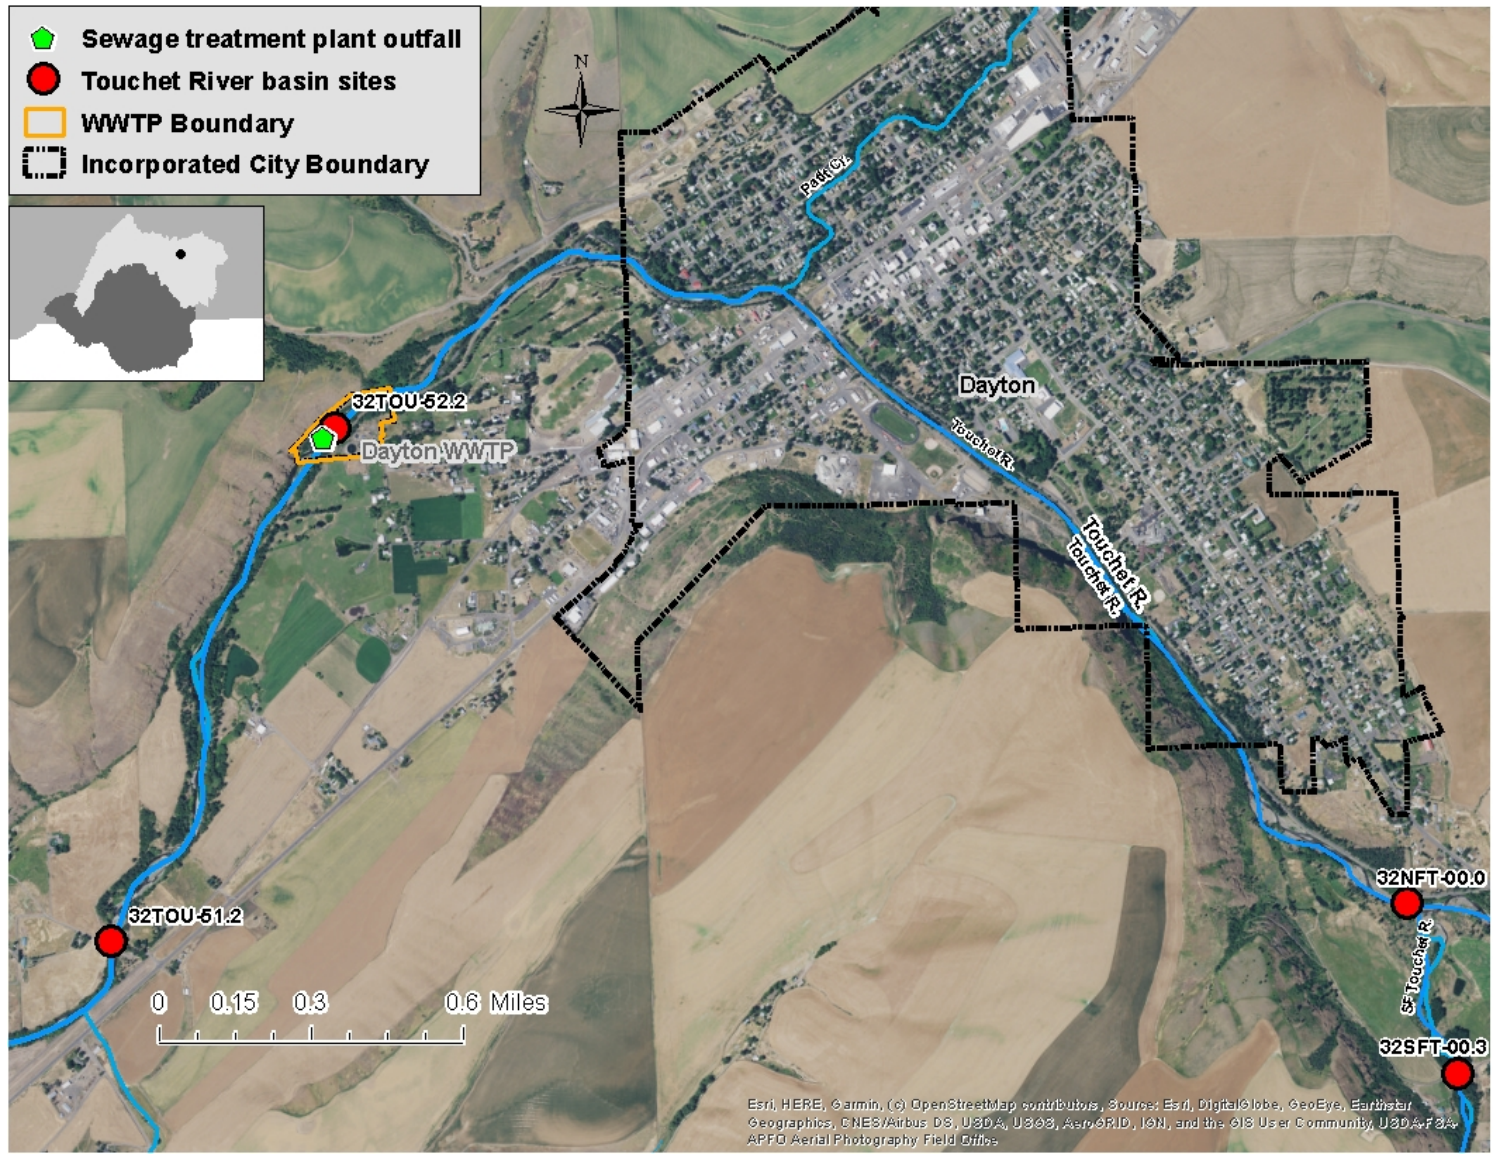 Sewage treatment plant outfall
Touchet River basin sites
WWTP Boundary
Incorporated City Boundary
N
Patit Cr.
32TOU-52.2
Dayton WWTP
Dayton
Touchet R.
Touchet R.
Touchet R.
32NFT-00.0
SF Touchet R.
32SFT-00.3
32TOU-51.2
0 0.15 0.3 0.6 Miles
Esri, HERE, Garmin, (c) OpenStreetMap contributors, Source: Esri, DigitalGlobe, GeoEye, Earthstar
Geographics, CNES/Airbus DS, USDA, USGS, AeroGRID, IGN, and the GIS User Community, USDA-FSA-
APFO Aerial Photography Field Office